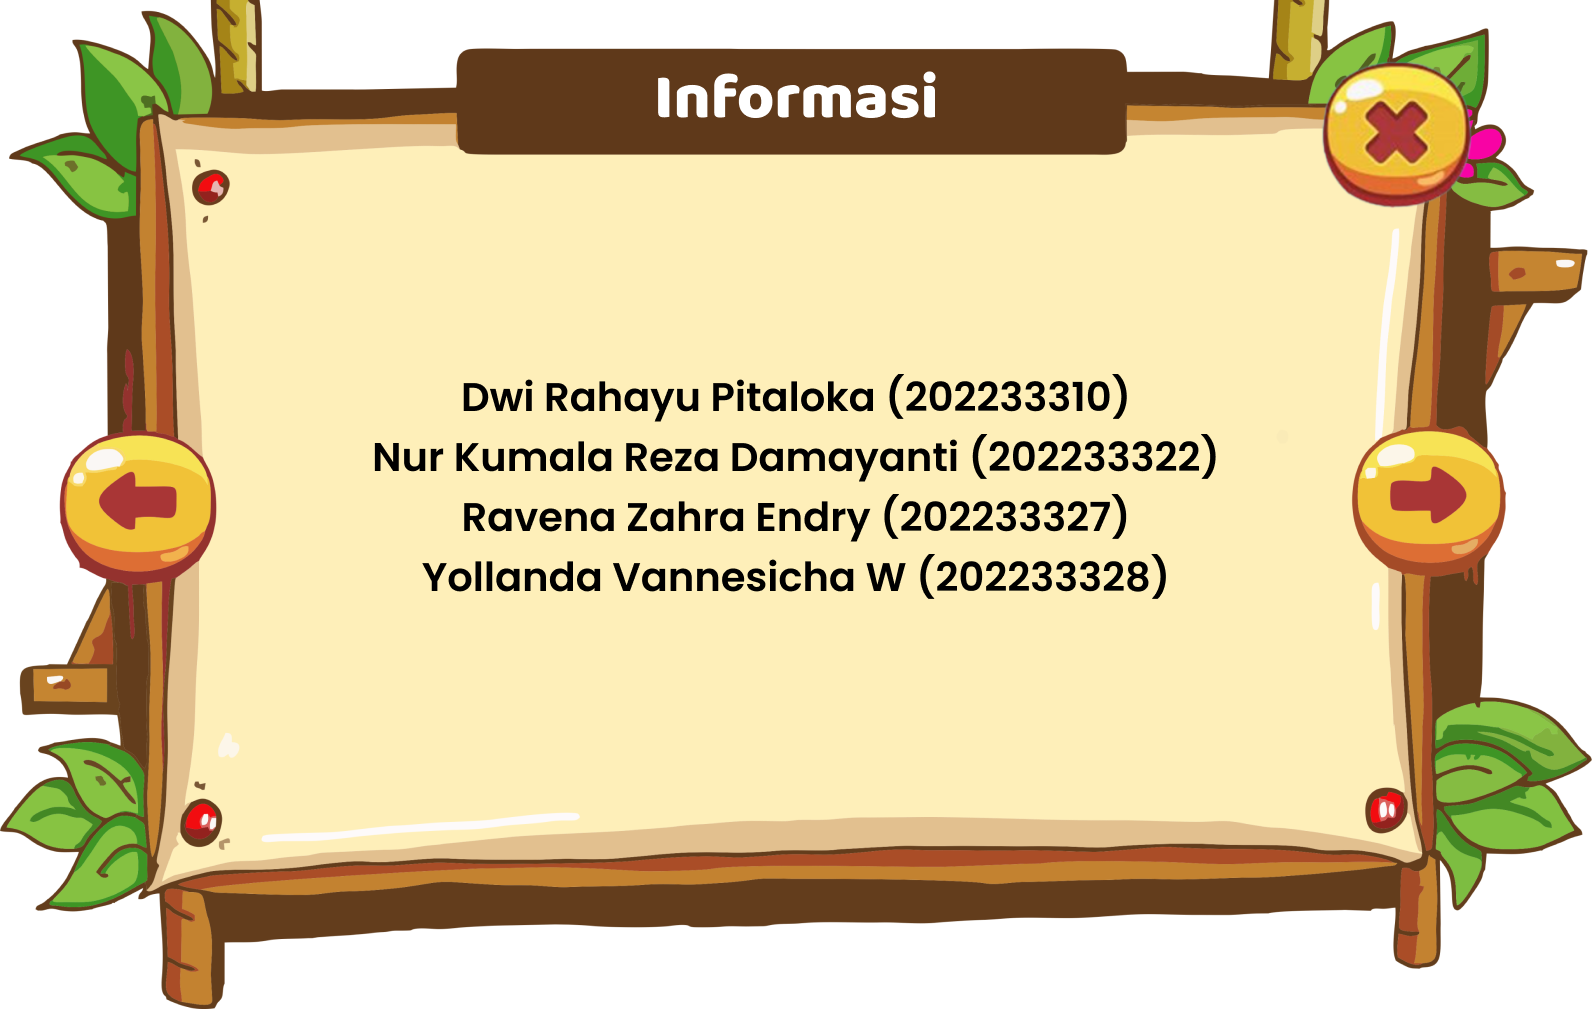 Informasi
Dwi Rahayu Pitaloka (202233310)
Nur Kumala Reza Damayanti (202233322)
Ravena Zahra Endry (202233327)
Yollanda Vannesicha W (202233328)